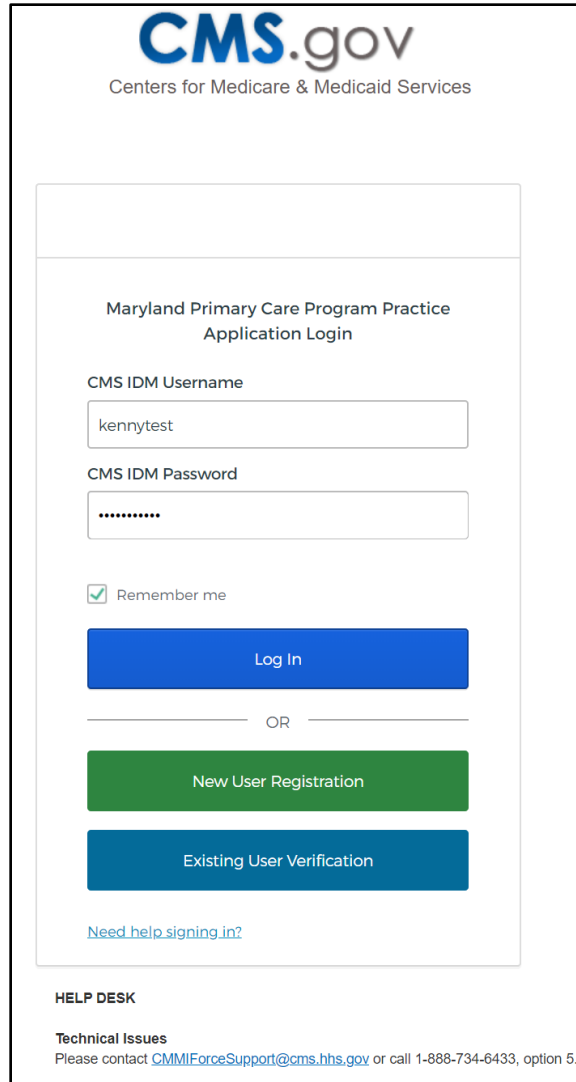 CMS.gov
Centers for Medicare & Medicaid Services
Maryland Primary Care Program Practice
Application Login
CMS IDM Username
kennytest
CMS IDM Password
•••••••••••
Remember me
Log In
OR
New User Registration
Existing User Verification
Need help signing in?
HELP DESK
Technical Issues
Please contact CMMIForceSupport@cms.hhs.gov or call 1-888-734-6433, option 5.